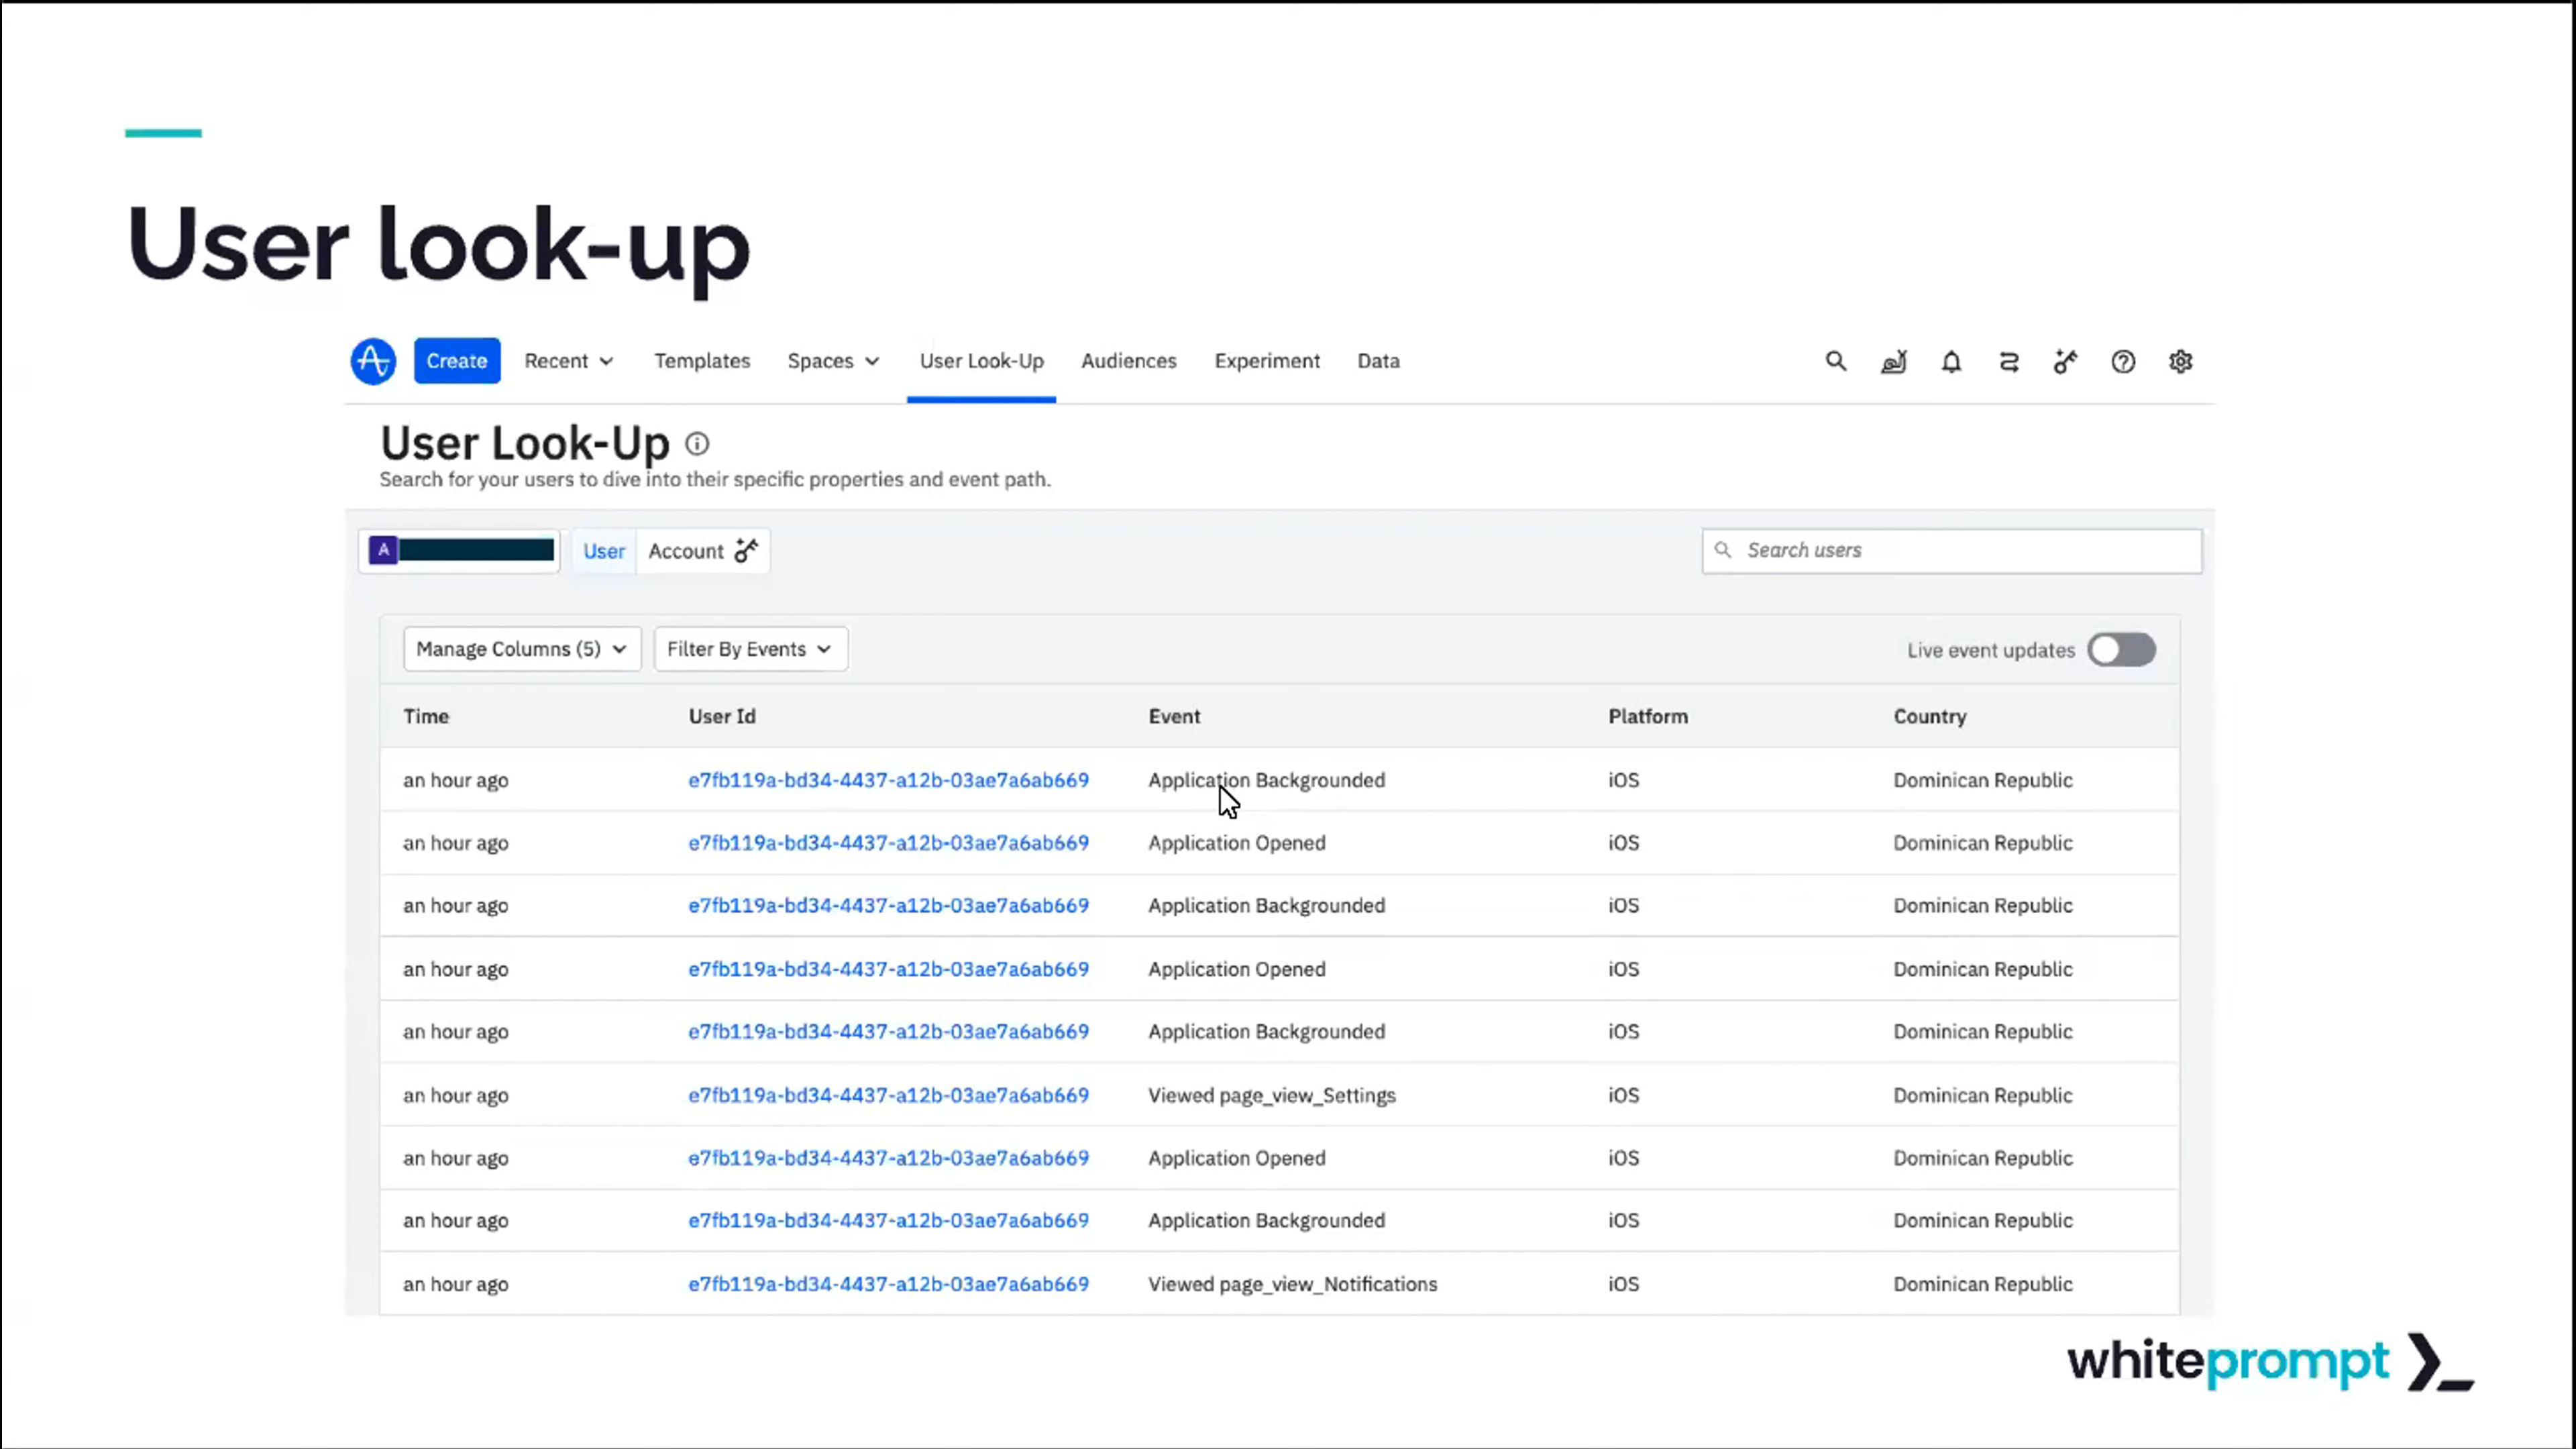 User look-up
Create Recent Templates Spaces User Look-Up Audiences Experiment Data
User Look-Up
Search for your users to dive into their specific properties and event path.
A User Account Search users
Manage Columns (5) Filter By Events Live event updates
Time User Id Event Platform Country
an hour ago e7fb119a-bd34-4437-a12b-03ae7a6ab669 Application Backgrounded iOS Dominican Republic
an hour ago e7fb119a-bd34-4437-a12b-03ae7a6ab669 Application Opened iOS Dominican Republic
an hour ago e7fb119a-bd34-4437-a12b-03ae7a6ab669 Application Backgrounded iOS Dominican Republic
an hour ago e7fb119a-bd34-4437-a12b-03ae7a6ab669 Application Opened iOS Dominican Republic
an hour ago e7fb119a-bd34-4437-a12b-03ae7a6ab669 Application Backgrounded iOS Dominican Republic
an hour ago e7fb119a-bd34-4437-a12b-03ae7a6ab669 Viewed page_view_Settings iOS Dominican Republic
an hour ago e7fb119a-bd34-4437-a12b-03ae7a6ab669 Application Opened iOS Dominican Republic
an hour ago e7fb119a-bd34-4437-a12b-03ae7a6ab669 Application Backgrounded iOS Dominican Republic
an hour ago e7fb119a-bd34-4437-a12b-03ae7a6ab669 Viewed page_view_Notifications iOS Dominican Republic
whiteprompt